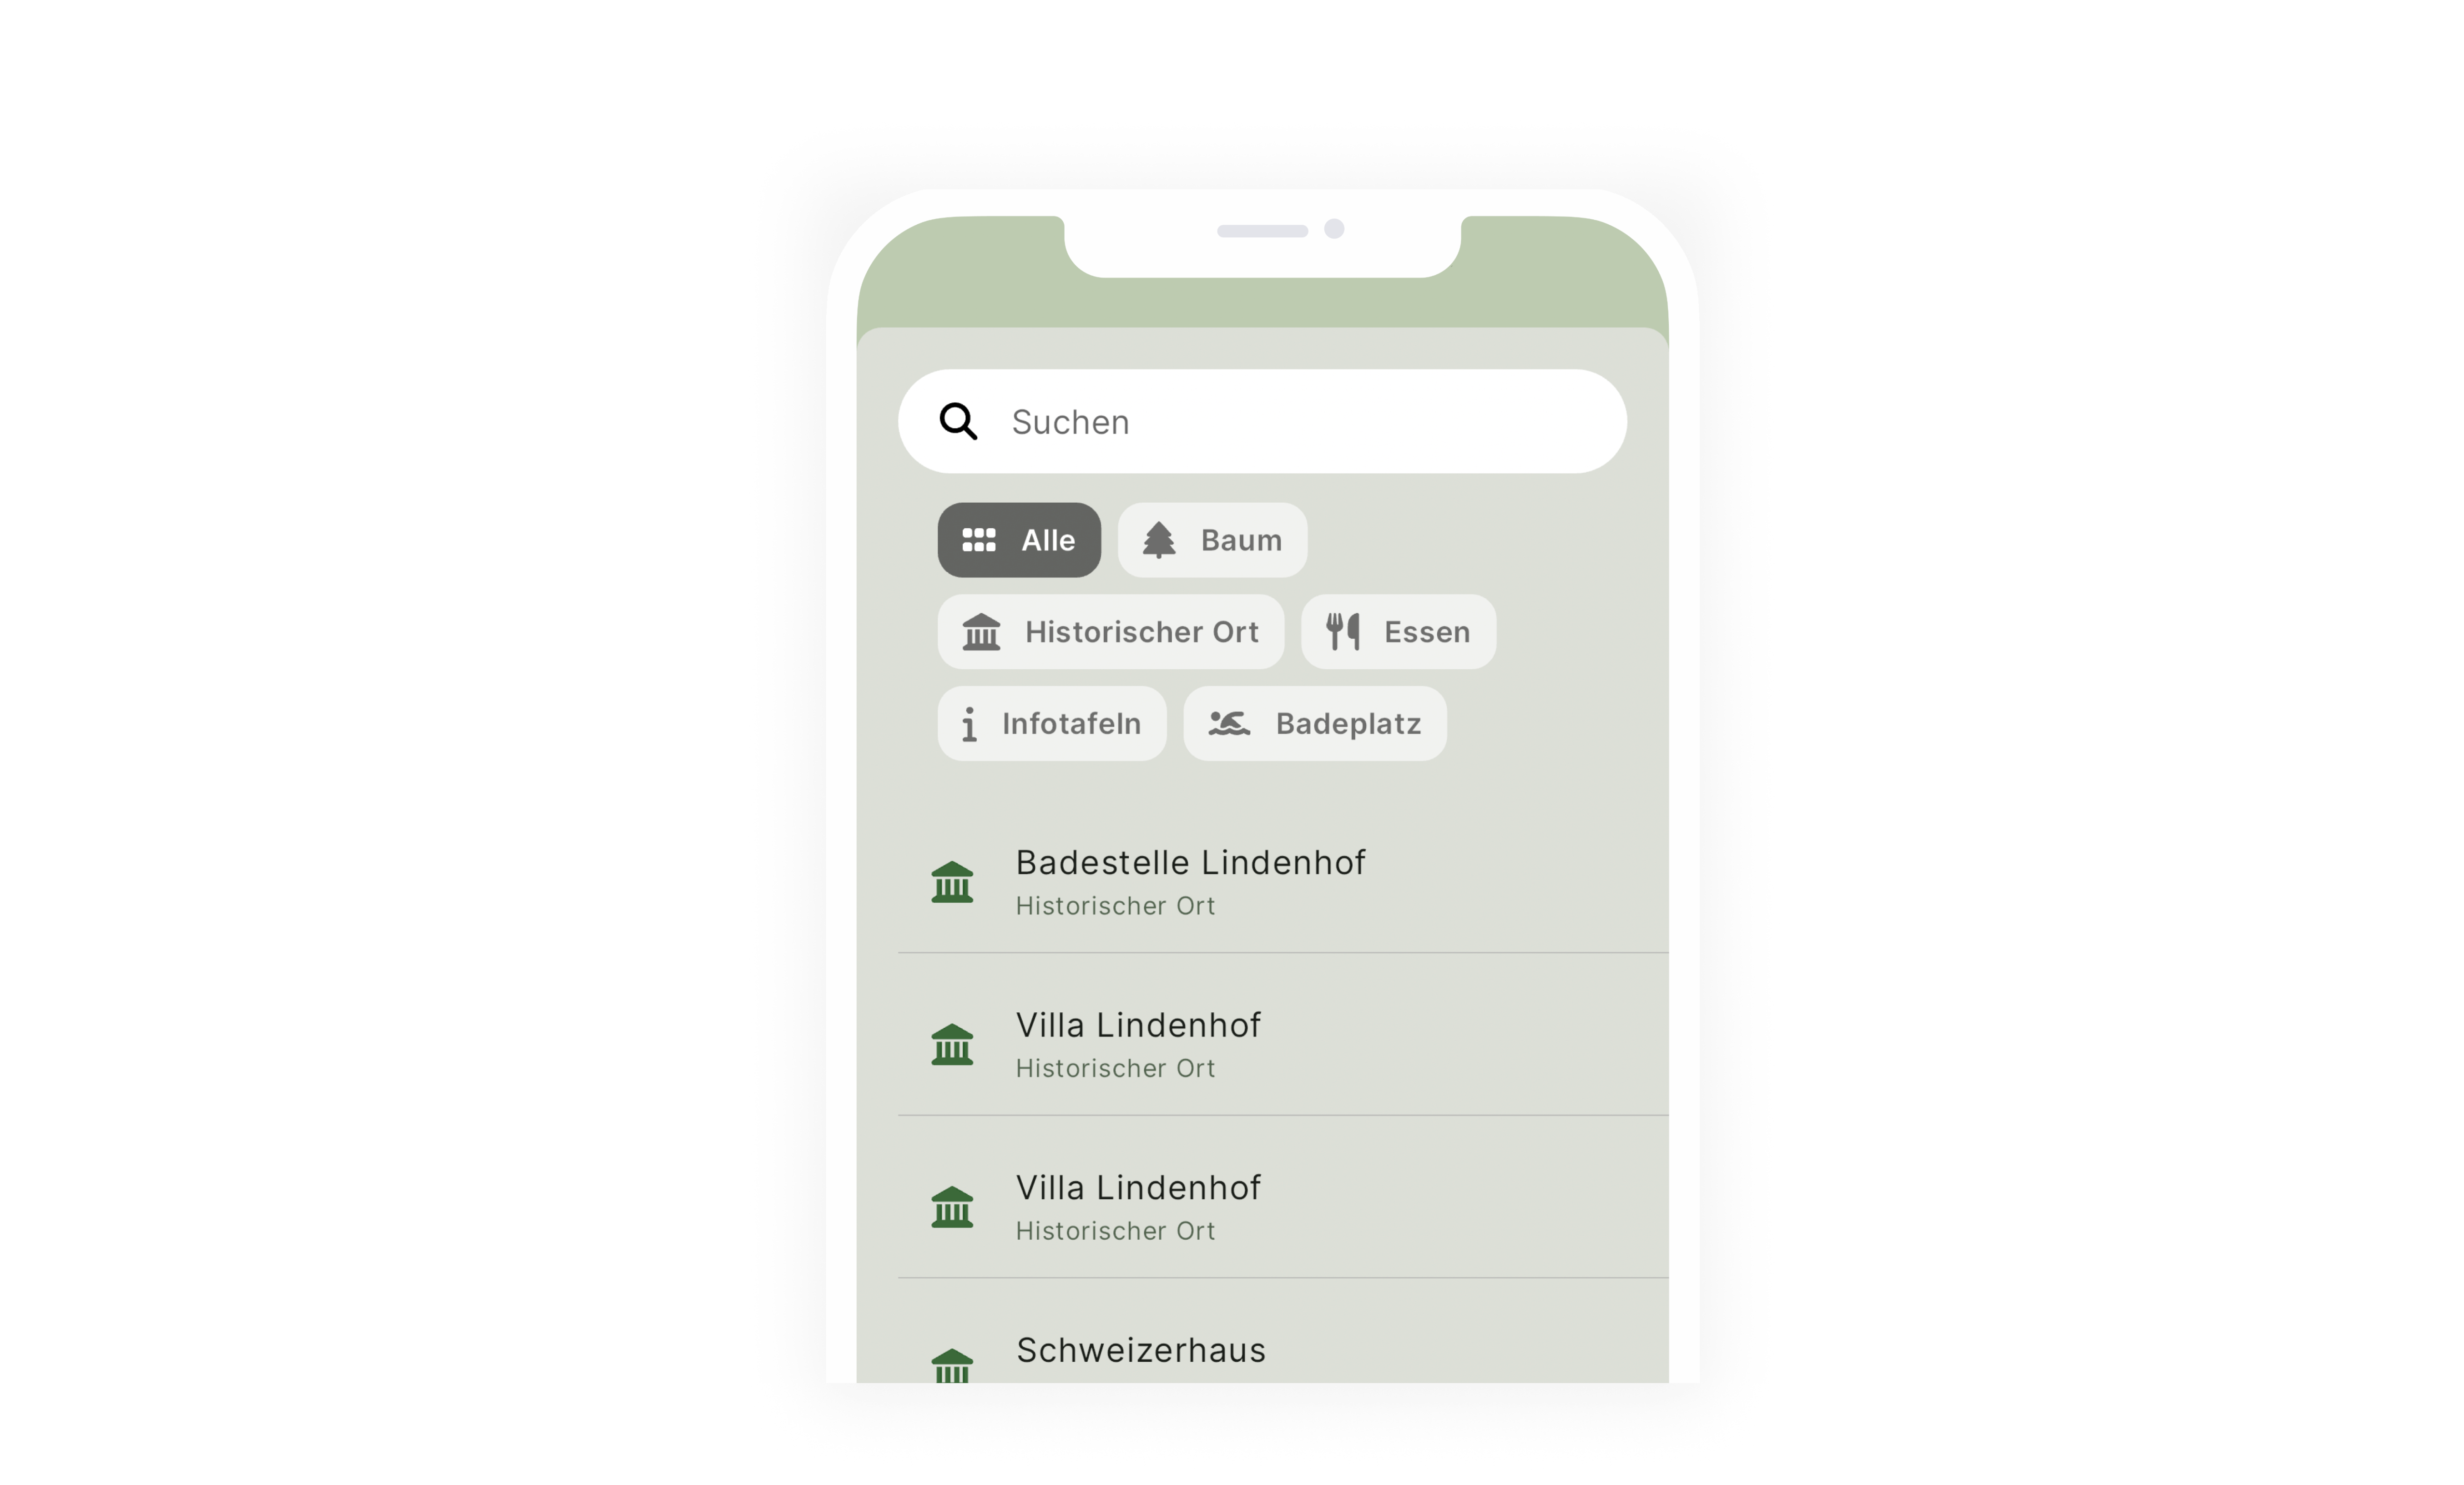 Suchen
Alle
Baum
Historischer Ort
Essen
Infotafeln
Badeplatz
Badestelle Lindenhof
Historischer Ort
Villa Lindenhof
Historischer Ort
Villa Lindenhof
Historischer Ort
Schweizerhaus